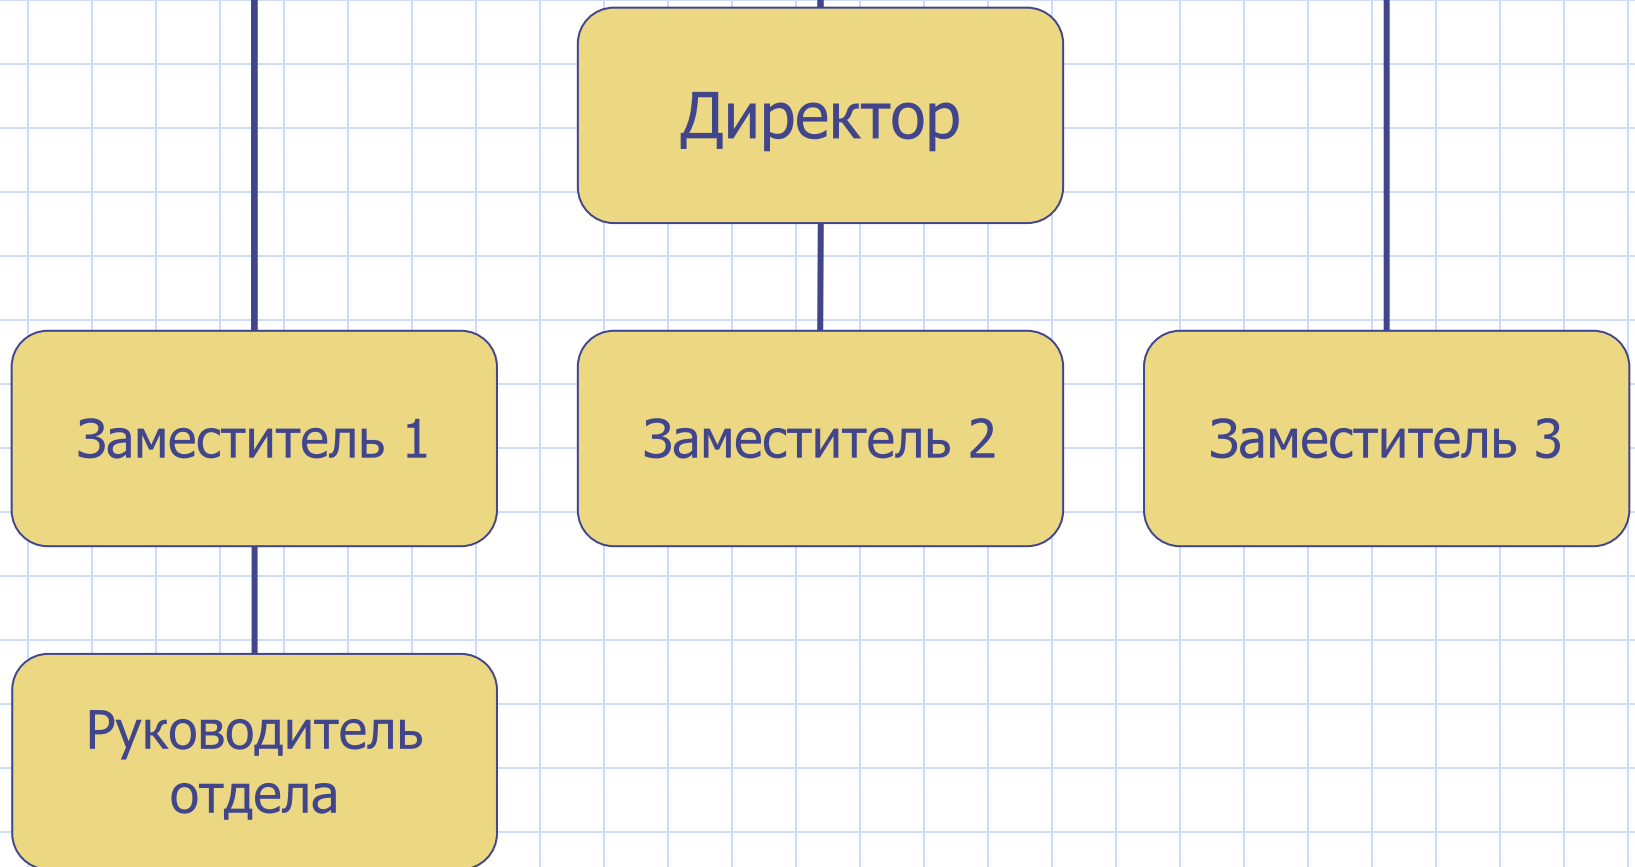 Директор
Заместитель 1
Заместитель 2
Заместитель 3
Руководитель
отдела